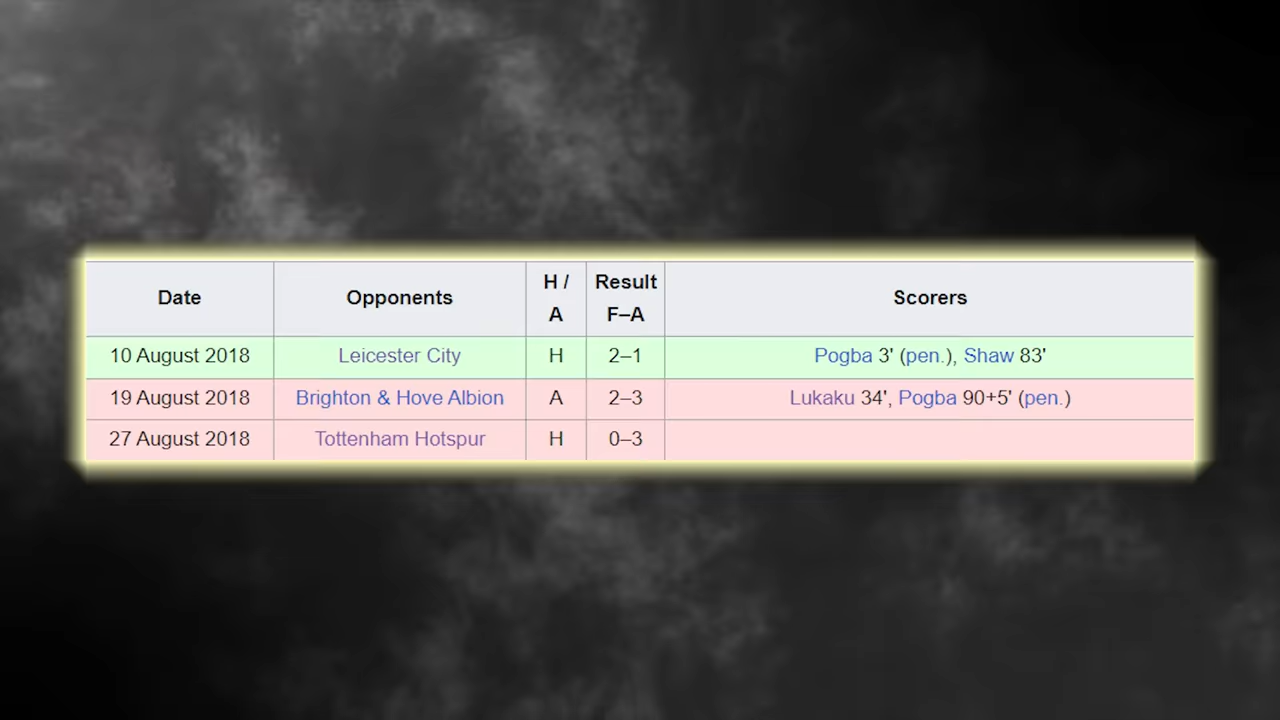 Date Opponents H / A Result F–A Scorers
10 August 2018 Leicester City H 2–1 Pogba 3' (pen.), Shaw 83'
19 August 2018 Brighton & Hove Albion A 2–3 Lukaku 34', Pogba 90+5' (pen.)
27 August 2018 Tottenham Hotspur H 0–3